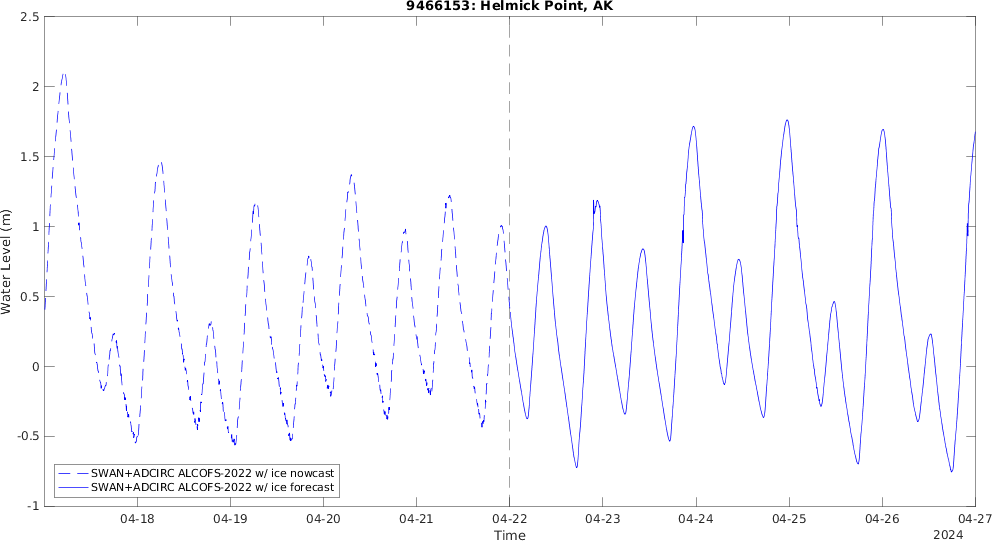 9466153: Helmick Point, AK
2.5
2
1.5
1
0.5
0
-0.5
-1
Water Level (m)
SWAN+ADCIRC ALCOFS-2022 w/ ice nowcast
SWAN+ADCIRC ALCOFS-2022 w/ ice forecast
04-18 04-19 04-20 04-21 04-22 04-23 04-24 04-25 04-26 04-27
Time
2024